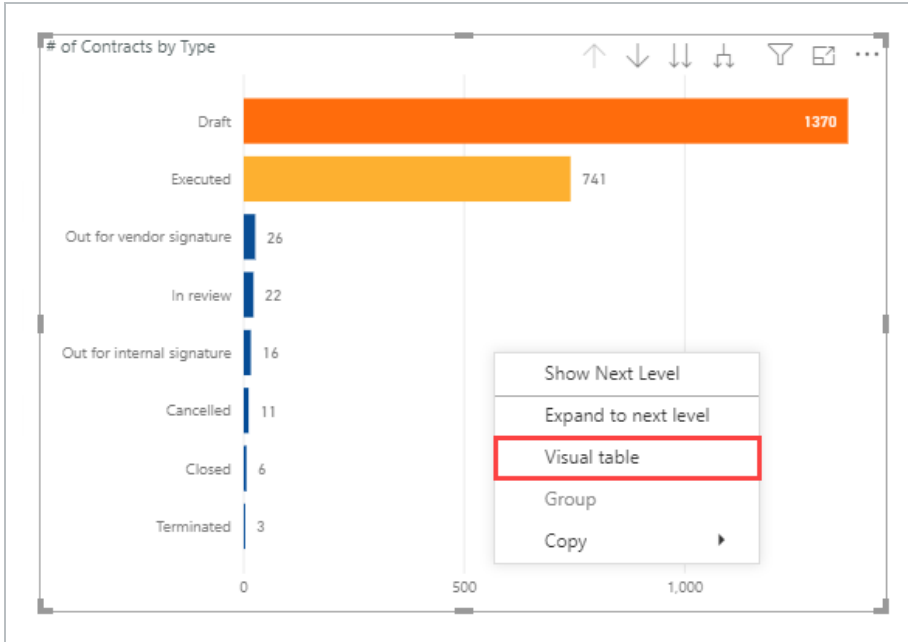 # of Contracts by Type
Draft 1370
Executed 741
Out for vendor signature 26
In review 22
Out for internal signature 16
Cancelled 11
Closed 6
Terminated 3
0 500 1,000
Show Next Level
Expand to next level
Visual table
Group
Copy